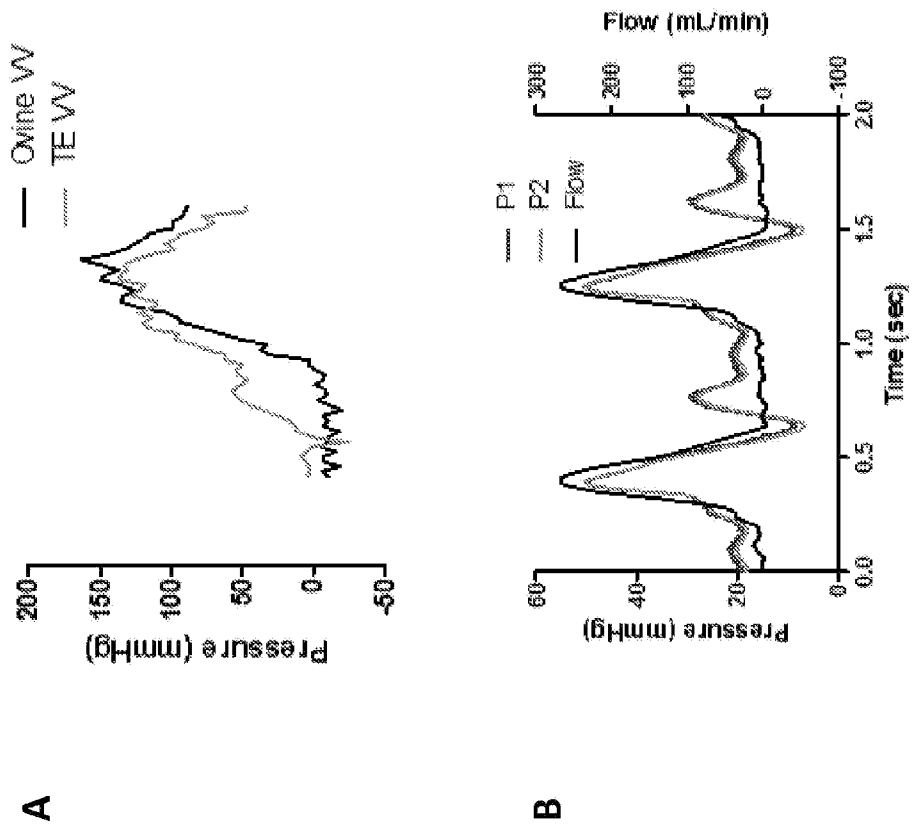 A
Pressure (mmHg)
200
150
100
50
0
-50
Ovine VV
TE VV
B
Pressure (mmHg)
60
40
20
0
P1
P2
Flow
Flow (mL/min)
300
200
100
0
-100
0.0
0.5
1.0
1.5
2.0
Time (sec)